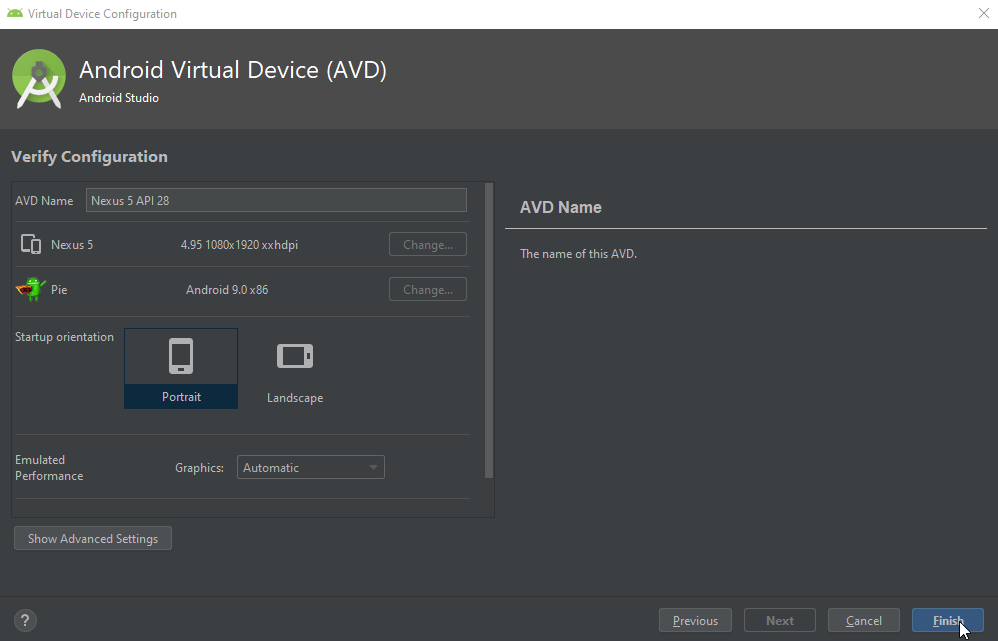 Virtual Device Configuration
Android Virtual Device (AVD)
Android Studio
Verify Configuration
AVD Name
Nexus 5 API 28
Nexus 5
4.95 1080x1920 xxhdpi
Change...
Pie
Android 9.0 x86
Change...
Startup orientation
Portrait
Landscape
Emulated
Performance
Graphics:
Automatic
Show Advanced Settings
AVD Name
The name of this AVD.
?
Previous
Next
Cancel
Finish